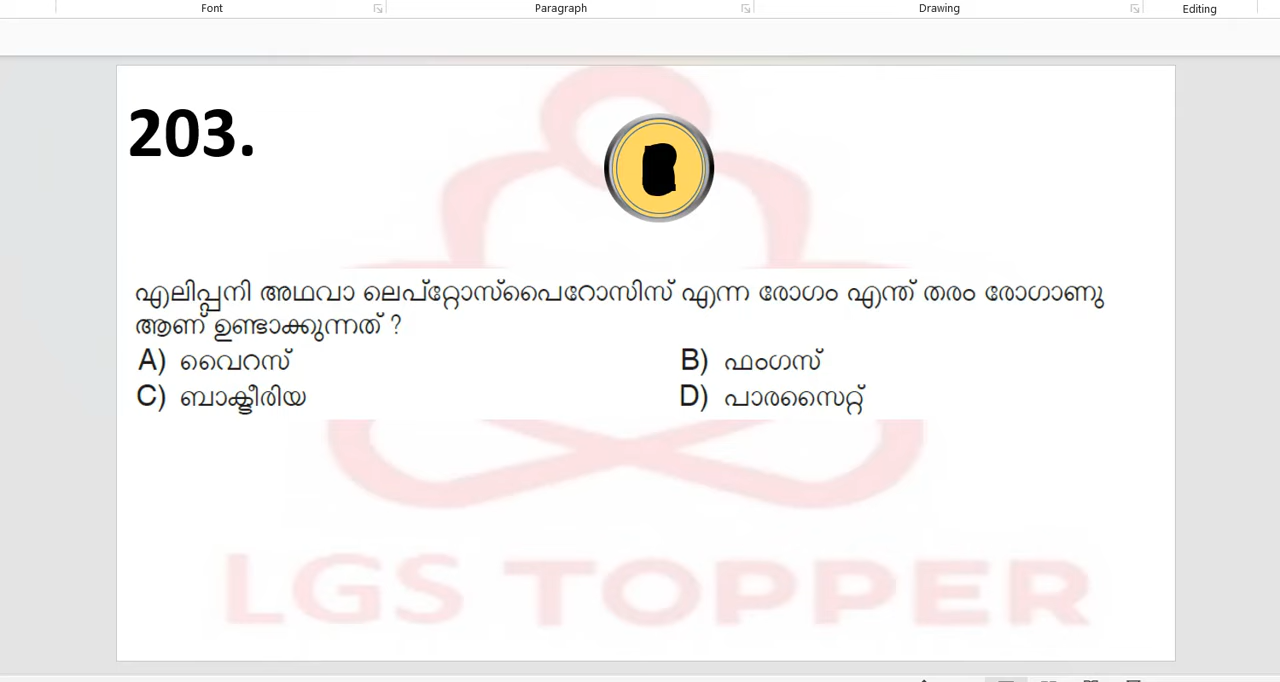 Font Paragraph Drawing Editing
203.
എലിപ്പനി അഥവാ ലെപ്റ്റോസ്പൈറോസിസ് എന്ന രോഗം എന്ത് തരം രോഗാണു
ആണ് ഉണ്ടാക്കുന്നത് ?
A) വൈറസ് B) ഫംഗസ്
C) ബാക്ടീരിയ D) പാരസൈറ്റ്
LGS TOPPER